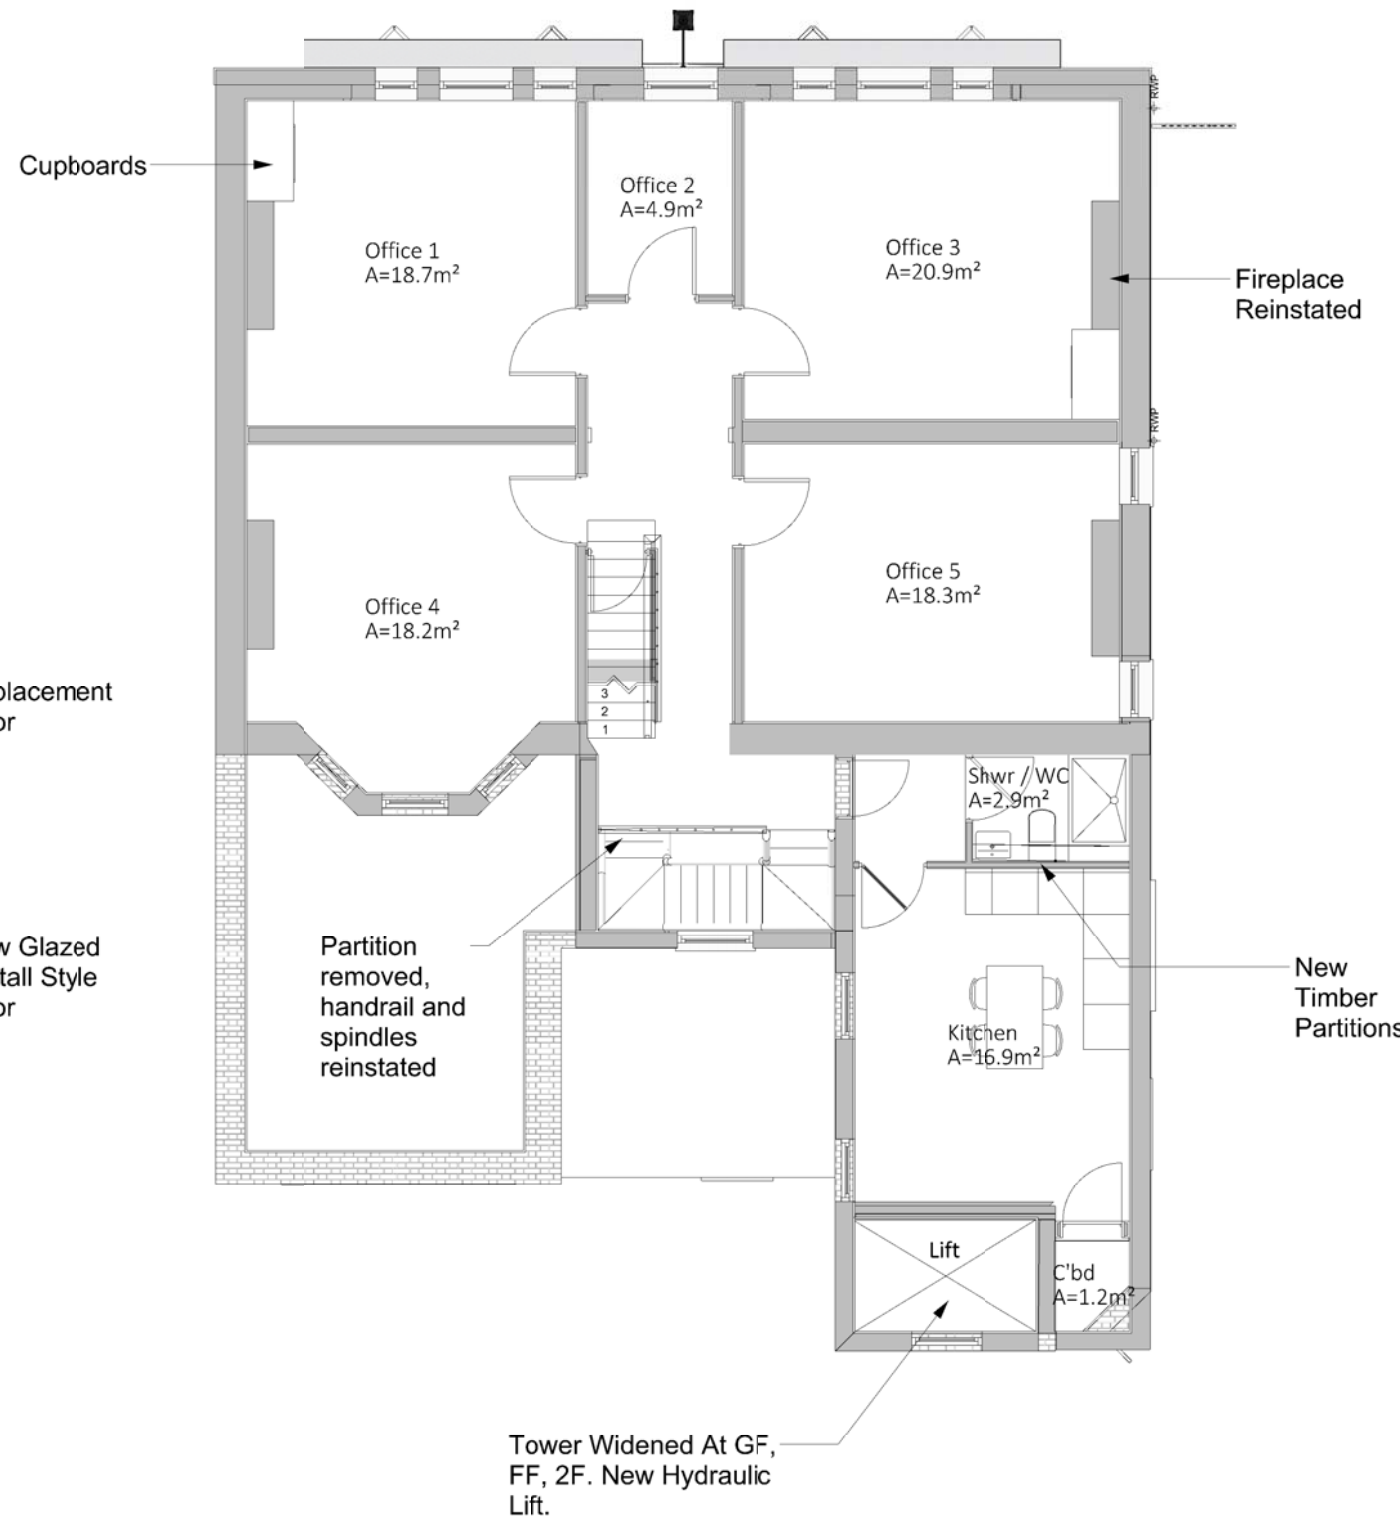 RWP
Cupboards
Office 2
A=4.9m²
Office 1
A=18.7m²
Office 3
A=20.9m²
Fireplace
Reinstated
RWP
Office 5
A=18.3m²
Office 4
A=18.2m²
3
2
1
placement
or
Shwr / WC
A=2.9m²
w Glazed
tall Style
or
Partition
removed,
handrail and
spindles
reinstated
New
Timber
Partitions
Kitchen
A=16.9m²
Lift
C'bd
A=1.2m²
Tower Widened At GF,
FF, 2F. New Hydraulic
Lift.